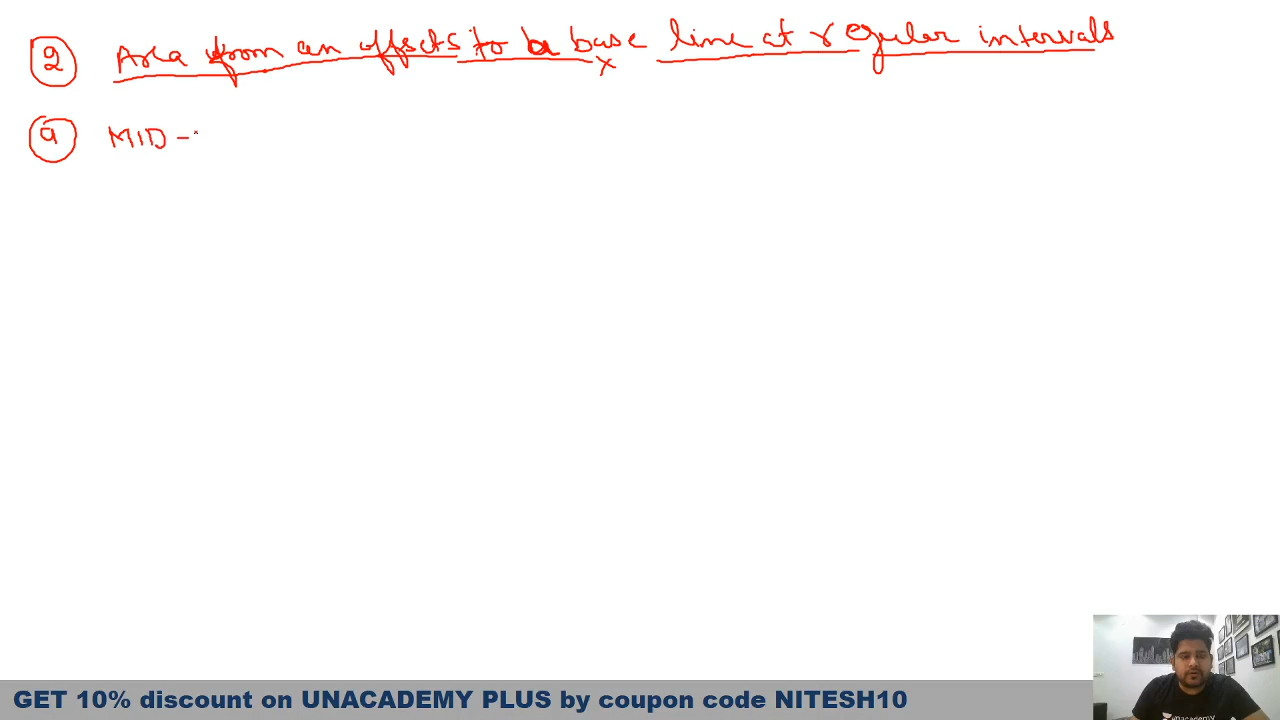 2 Area from an offsets to a base line at regular intervals
a MID -
GET 10% discount on UNACADEMY PLUS by coupon code NITESH10
unacademy